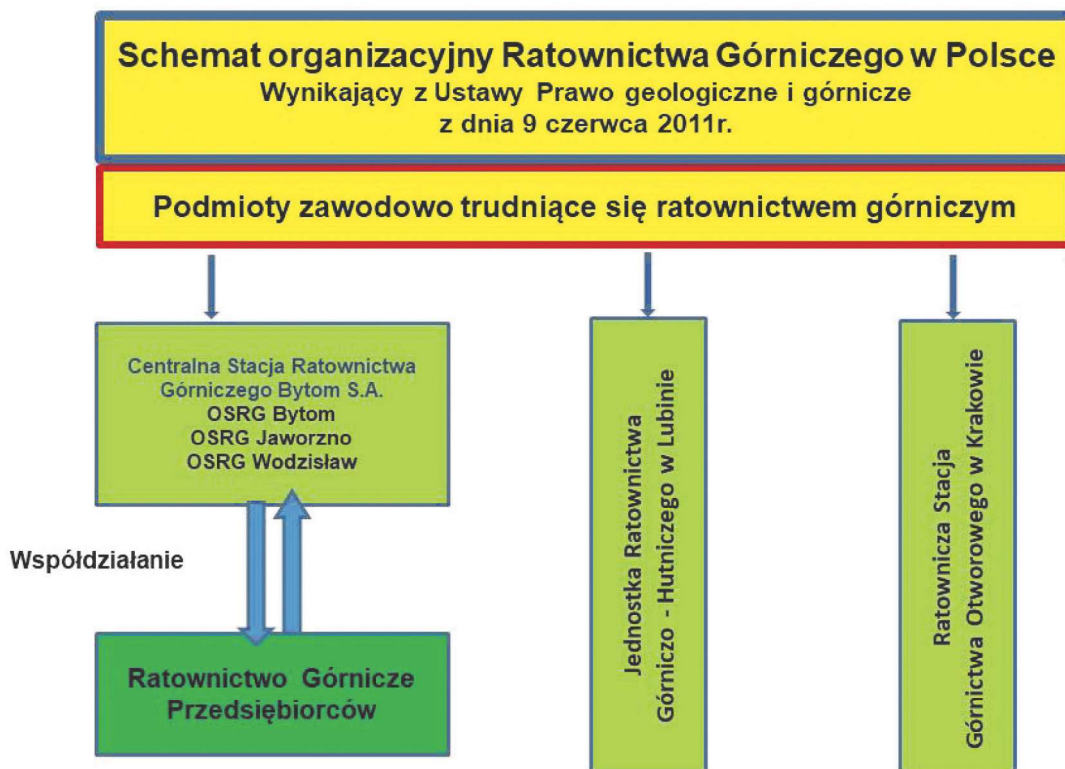 Schemat organizacyjny Ratownictwa Górniczego w Polsce
Wynikający z Ustawy Prawo geologiczne i górnicze
z dnia 9 czerwca 2011r.
Podmioty zawodowo trudniące się ratownictwem górniczym
Centralna Stacja Ratownictwa
Górniczego Bytom S.A.
OSRG Bytom
OSRG Jaworzno
OSRG Wodzisław
Współdziałanie
Ratownictwo Górnicze
Przedsiębiorców
Jednostka Ratownictwa
Górniczo - Hutniczego w Lubinie
Ratownicza Stacja
Górnictwa Otworowego w Krakowie